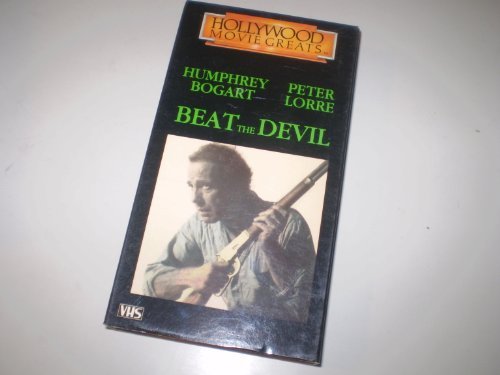 HOLLYWOOD
MOVIE GREATS
HUMPHREY
BOGART
PETER
LORRE
BEAT THE DEVIL
VHS